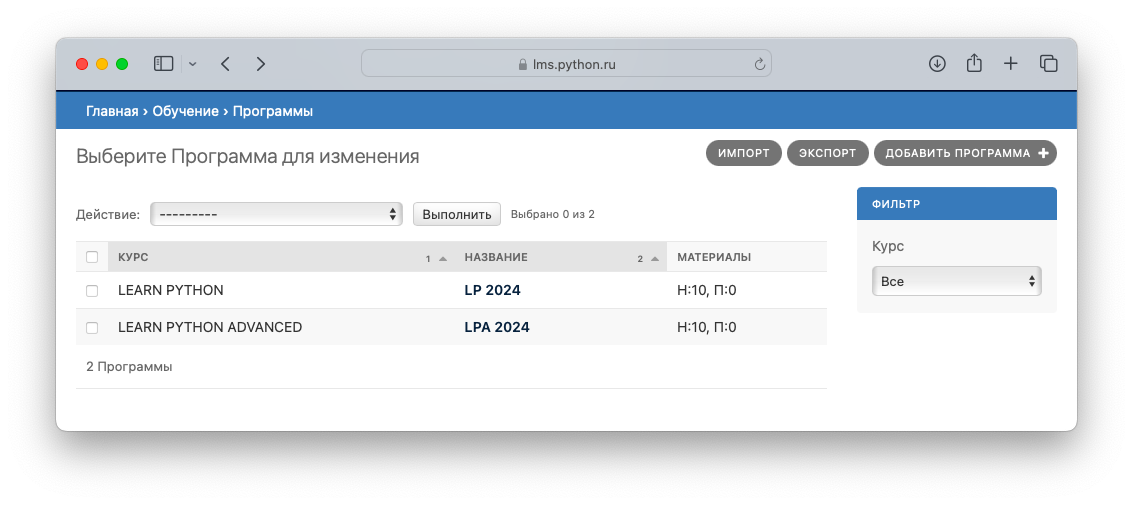 lms.python.ru
Главная › Обучение › Программы
Выберите Программа для изменения
ИМПОРТ
ЭКСПОРТ
ДОБАВИТЬ ПРОГРАММА +
Действие: --------- Выполнить Выбрано 0 из 2
КУРС 1 НАЗВАНИЕ 2 МАТЕРИАЛЫ
LEARN PYTHON LP 2024 Н:10, П:0
LEARN PYTHON ADVANCED LPA 2024 Н:10, П:0
2 Программы
ФИЛЬТР
Курс
Все